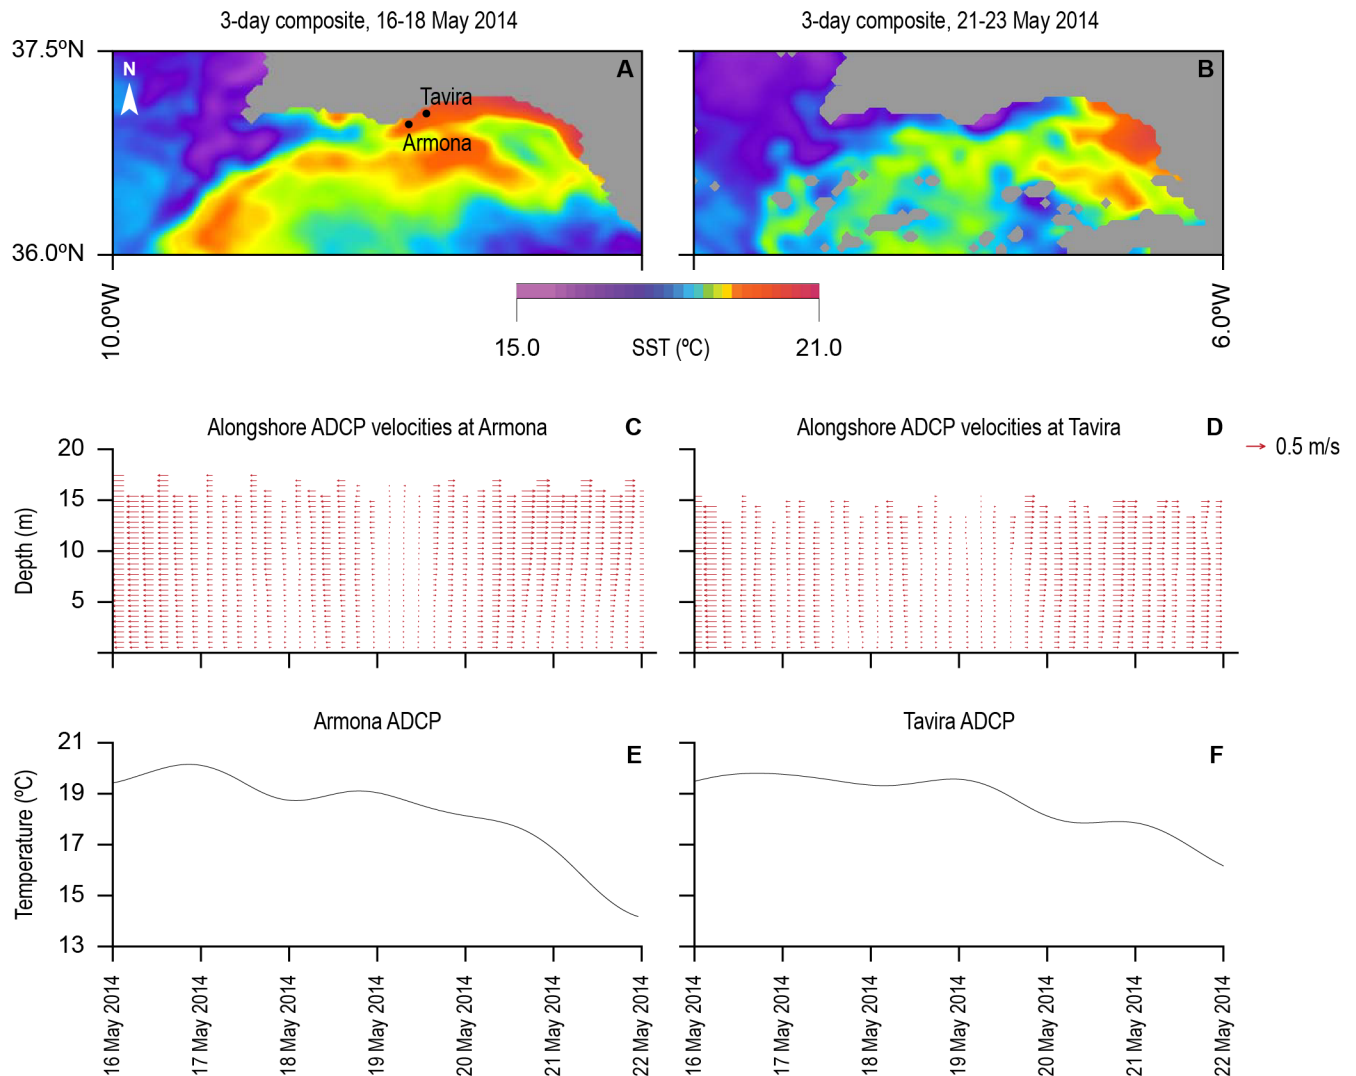 3-day composite, 16-18 May 2014
3-day composite, 21-23 May 2014
37.5ºN
36.0ºN
N
A
B
Tavira
Armona
10.0ºW
6.0ºW
15.0
SST (ºC)
21.0
Alongshore ADCP velocities at Armona
C
Alongshore ADCP velocities at Tavira
D
0.5 m/s
Depth (m)
20
15
10
5
Armona ADCP
E
Tavira ADCP
F
Temperature (ºC)
21
19
17
15
13
16 May 2014
17 May 2014
18 May 2014
19 May 2014
20 May 2014
21 May 2014
22 May 2014
16 May 2014
17 May 2014
18 May 2014
19 May 2014
20 May 2014
21 May 2014
22 May 2014